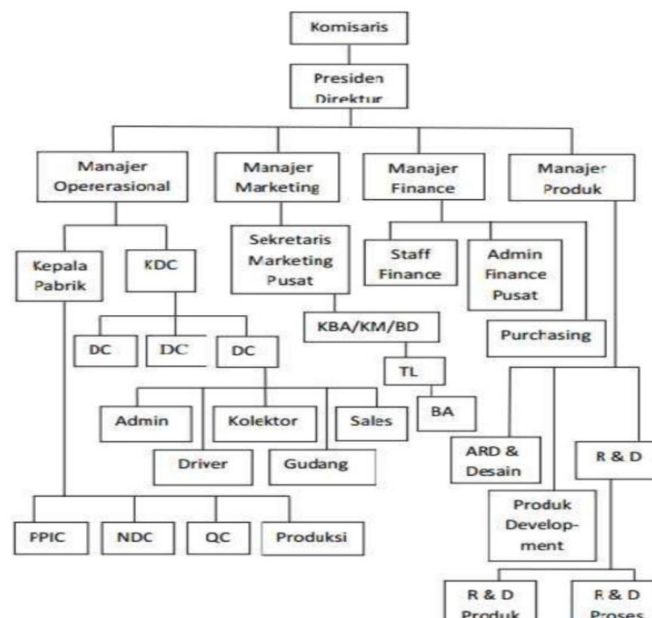 Komisaris
Presiden
Direktur
Manajer
Opererasional
Manajer
Marketing
Manajer
Finance
Manajer
Produk
Kepala
Pabrik
KDC
Sekretaris
Marketing
Pusat
Staff
Finance
Admin
Finance
Pusat
Purchasing
KBA/KM/BD
DC
DC
DC
TL
BA
Admin
Kolektor
Sales
Driver
Gudang
ARD &
Desain
R & D
Produk
Develop-
ment
PPIC
NDC
QC
Produksi
R & D
Produk
R & D
Proses